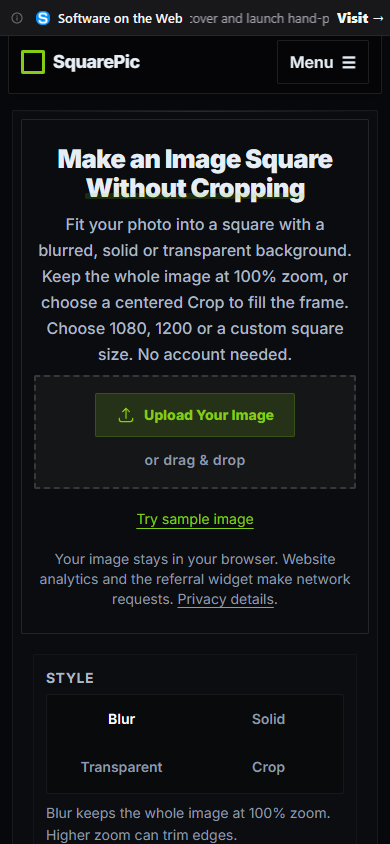 Software on the Web :cover and launch hand-p Visit →
SquarePic
Menu
Make an Image Square
Without Cropping
Fit your photo into a square with a
blurred, solid or transparent background.
Keep the whole image at 100% zoom, or
choose a centered Crop to fill the frame.
Choose 1080, 1200 or a custom square
size. No account needed.
Upload Your Image
or drag & drop
Try sample image
Your image stays in your browser. Website
analytics and the referral widget make network
requests. Privacy details.
STYLE
Blur Solid
Transparent Crop
Blur keeps the whole image at 100% zoom.
Higher zoom can trim edges.